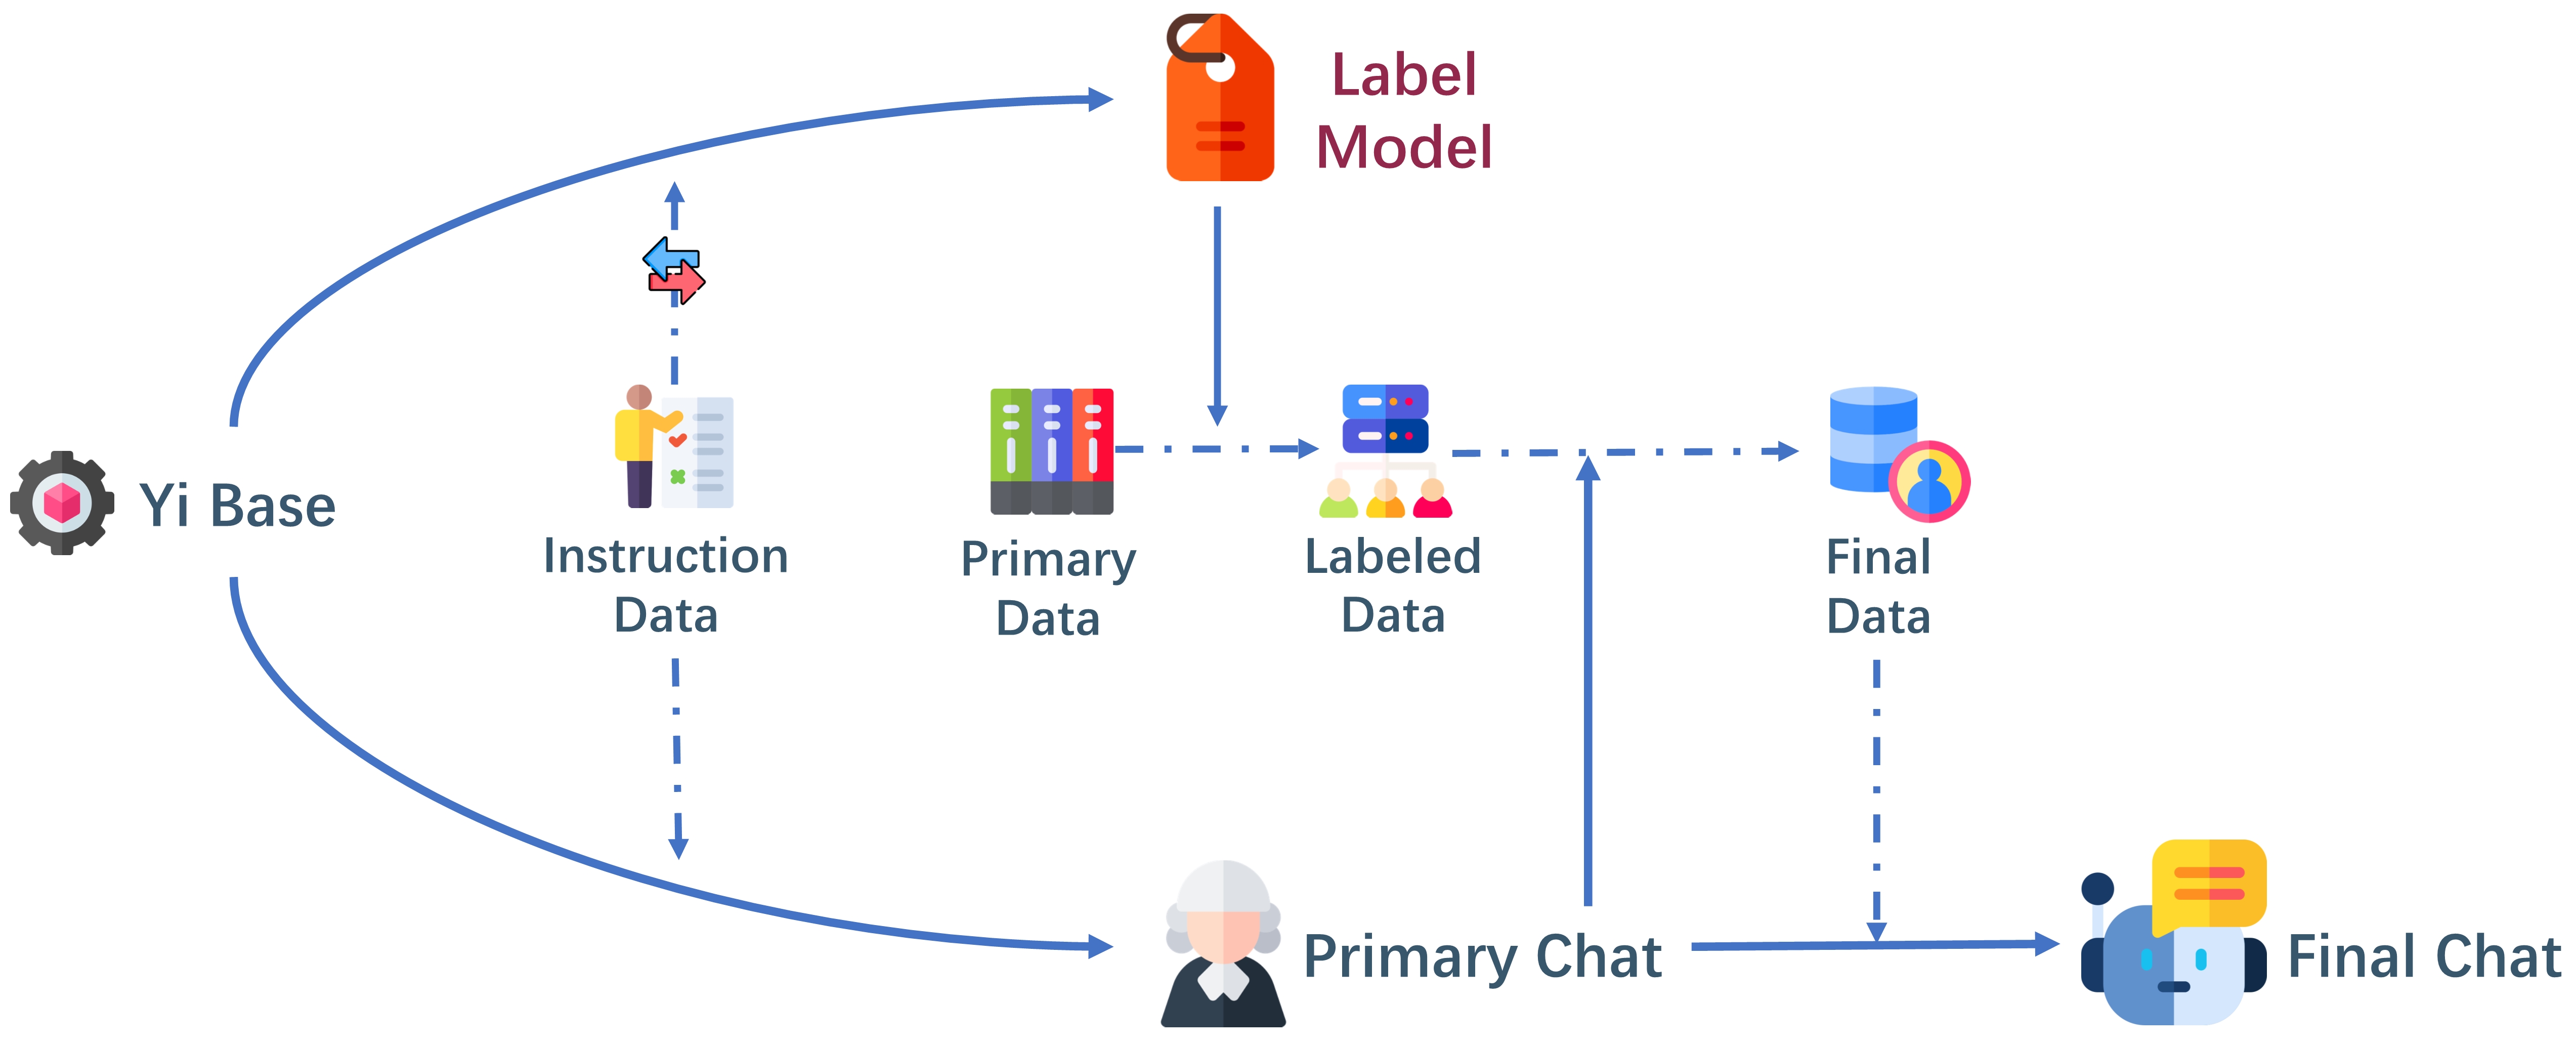 Label
Model
Yi Base
Instruction
Data
Primary
Data
Labeled
Data
Final
Data
Primary Chat
Final Chat